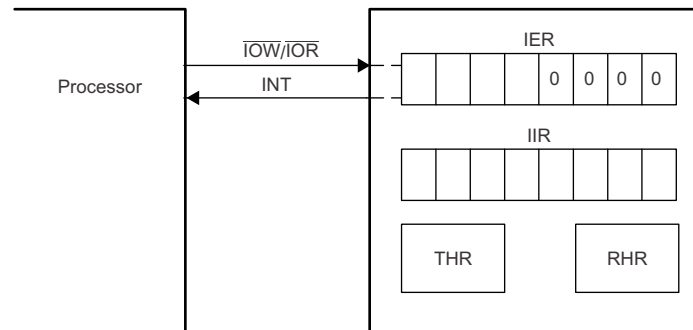 IER
IOW/IOR
0 0 0 0
Processor
INT
IIR
THR RHR